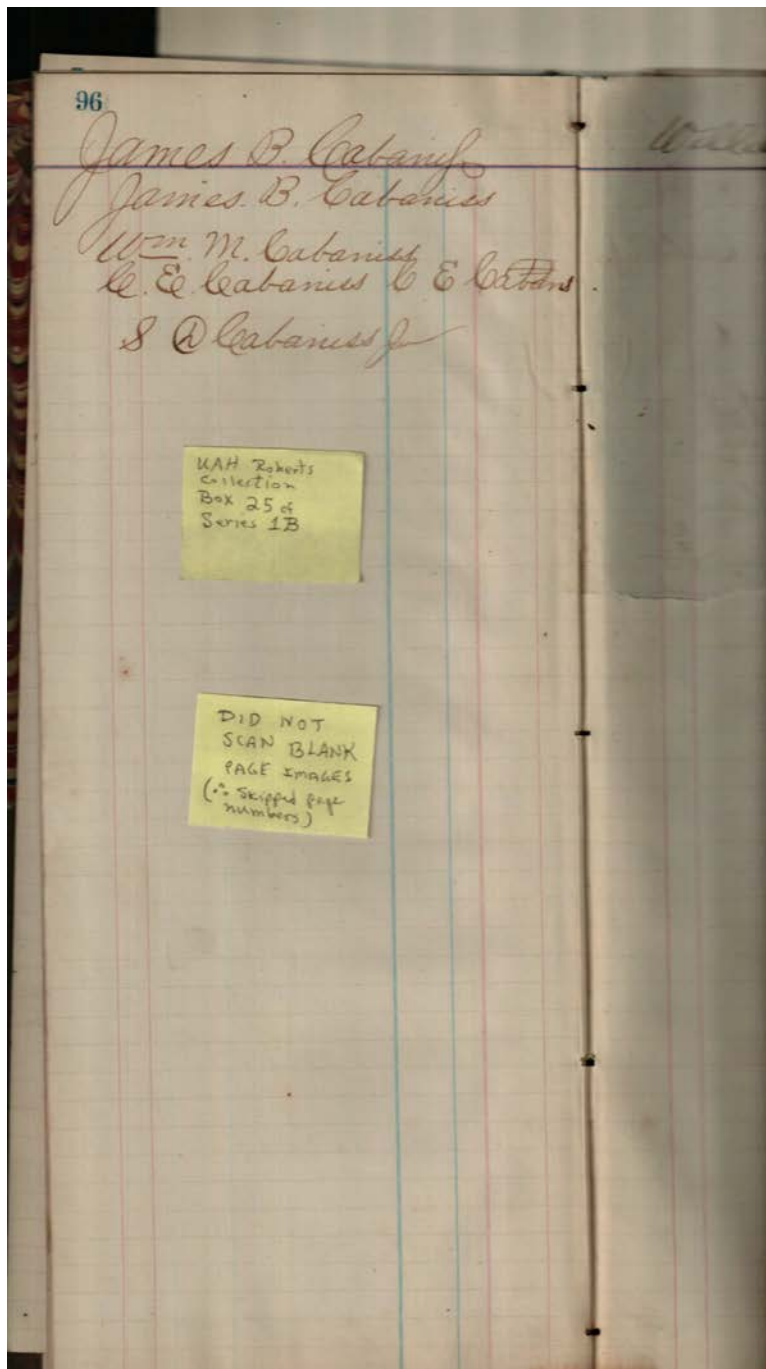 96
James B. Cabaniss
James. B. Cabaniss
Wm. M. Cabaniss
C. E. Cabaniss C E Cabans
S D Cabaniss Jr
UAH Roberts
Collection
Box 25 of
Series 1B
DID NOT
SCAN BLANK
PAGE IMAGES
(∴ Skipped page
numbers)